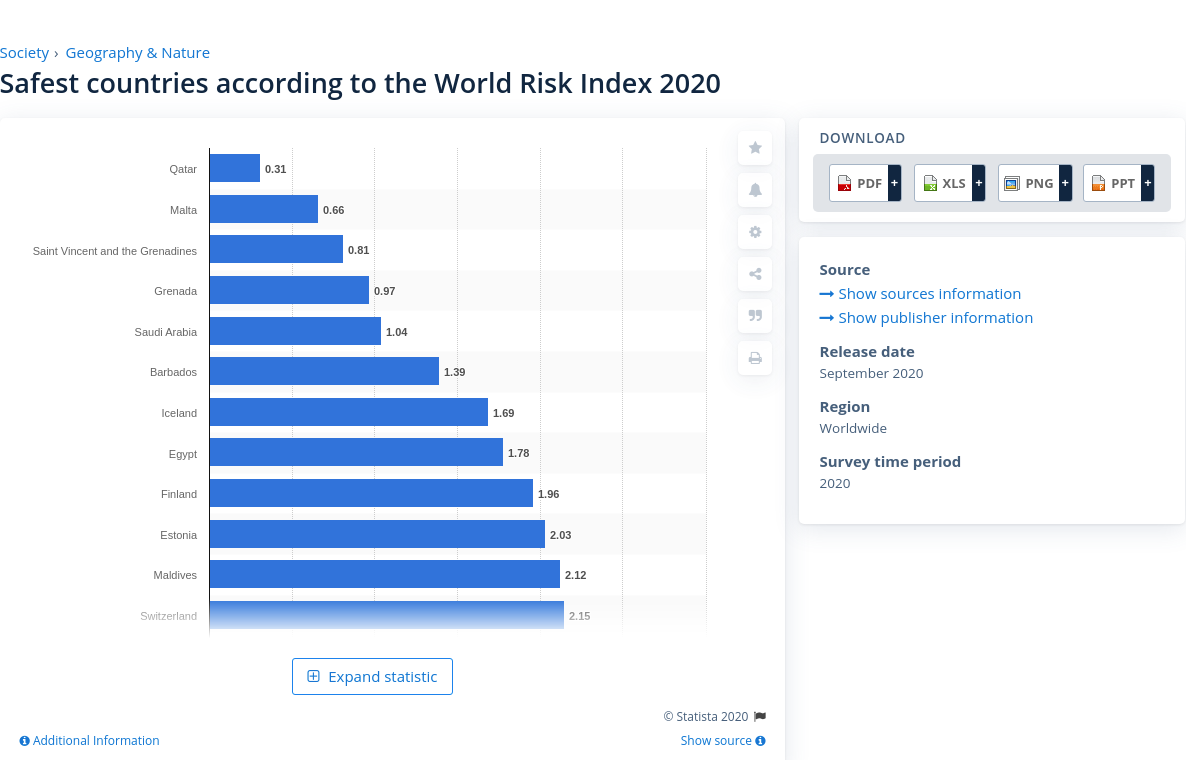 Society › Geography & Nature
Safest countries according to the World Risk Index 2020
Qatar 0.31
Malta 0.66
Saint Vincent and the Grenadines 0.81
Grenada 0.97
Saudi Arabia 1.04
Barbados 1.39
Iceland 1.69
Egypt 1.78
Finland 1.96
Estonia 2.03
Maldives 2.12
Switzerland 2.15
Expand statistic
© Statista 2020
Additional Information
Show source
DOWNLOAD
PDF + XLS + PNG + PPT +
Source
Show sources information
Show publisher information
Release date
September 2020
Region
Worldwide
Survey time period
2020